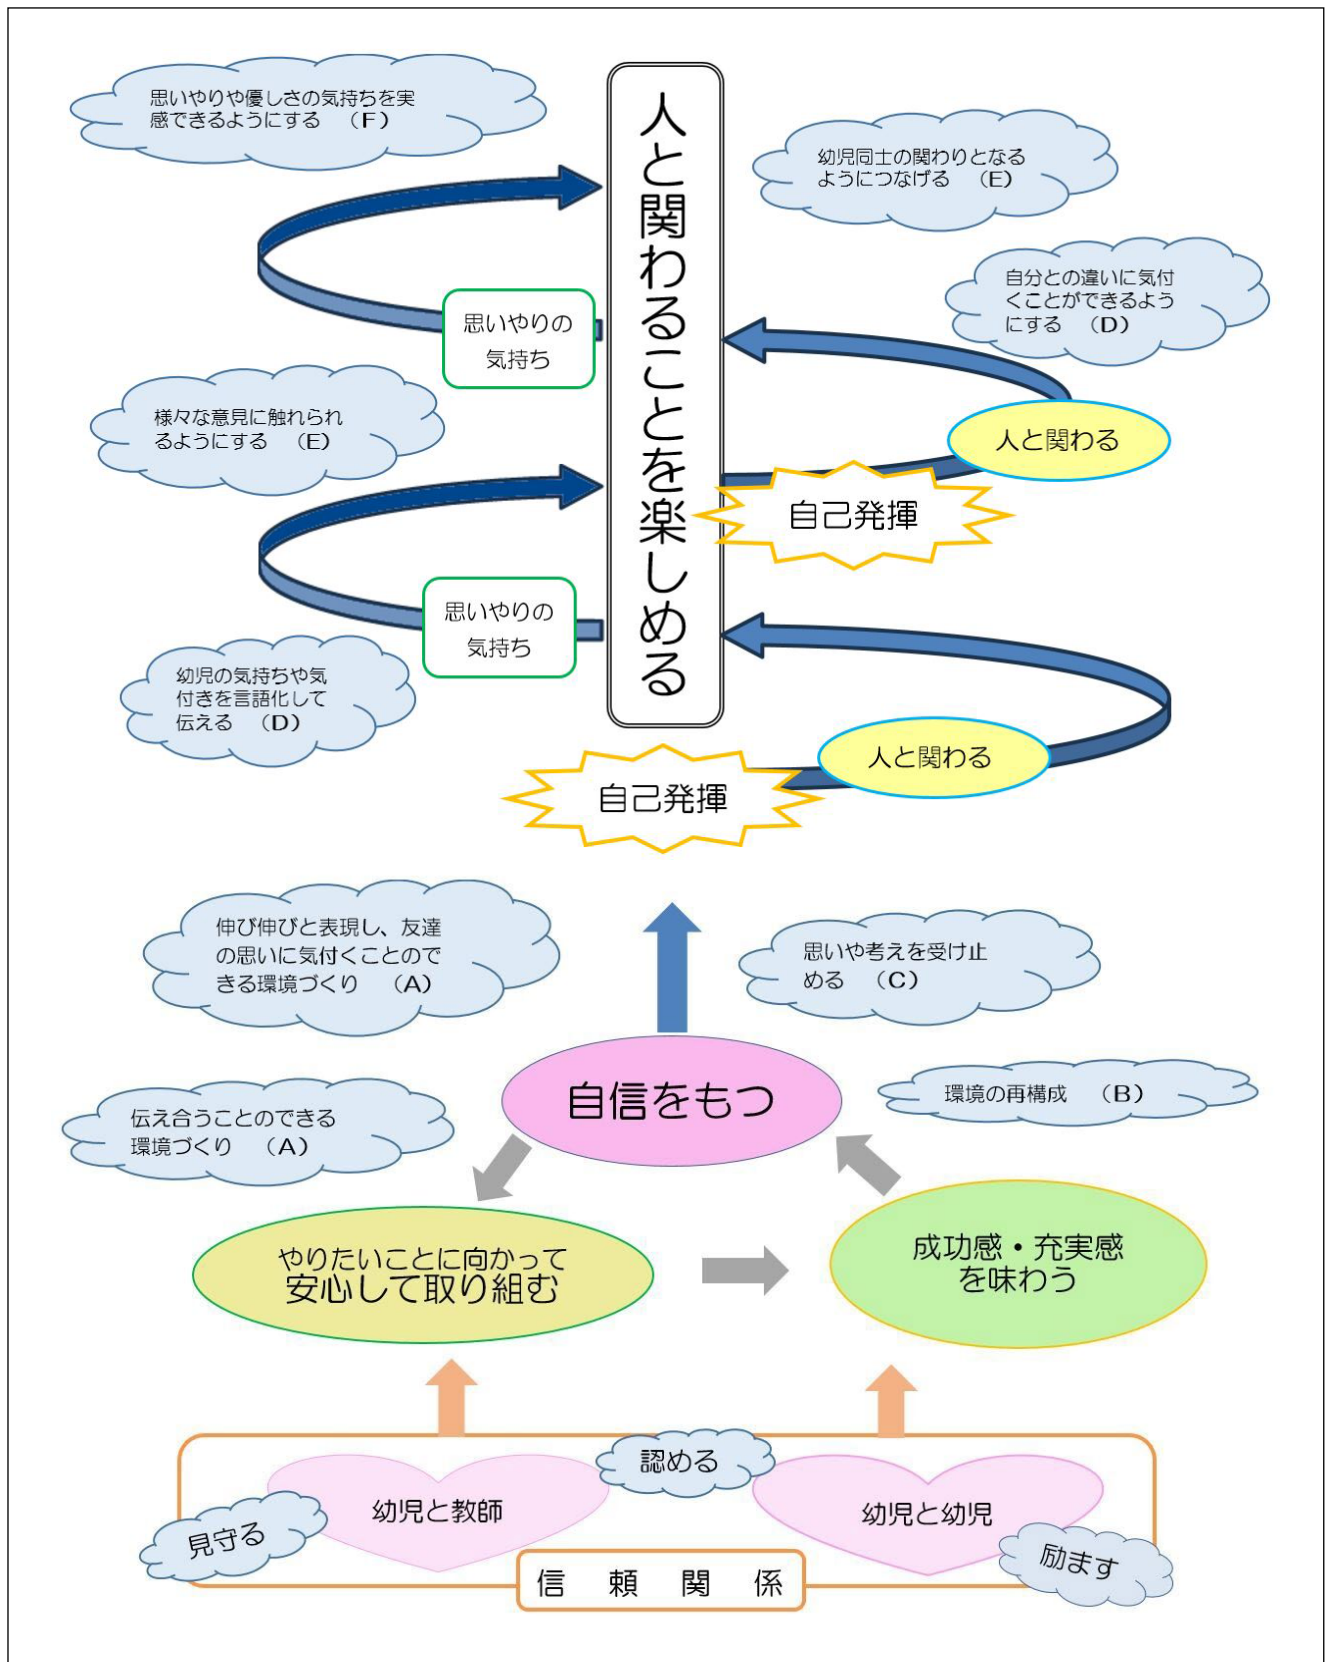 思いやりや優しさの気持ちを実
感できるようにする （F）
人と関わることを楽しめる
幼児同士の関わりとなる
ようにつなげる （E）
自分との違いに気付
くことができるよう
にする （D）
思いやりの
気持ち
様々な意見に触れられ
るようにする （E）
人と関わる
自己発揮
思いやりの
気持ち
幼児の気持ちや気
付きを言語化して
伝える （D）
人と関わる
自己発揮
伸び伸びと表現し、友達
の思いに気付くことので
きる環境づくり （A）
思いや考えを受け止
める （C）
自信をもつ
環境の再構成 （B）
伝え合うことのできる
環境づくり （A）
やりたいことに向かって
安心して取り組む
成功感・充実感
を味わう
認める
幼児と教師
幼児と幼児
見守る
励ます
信 頼 関 係